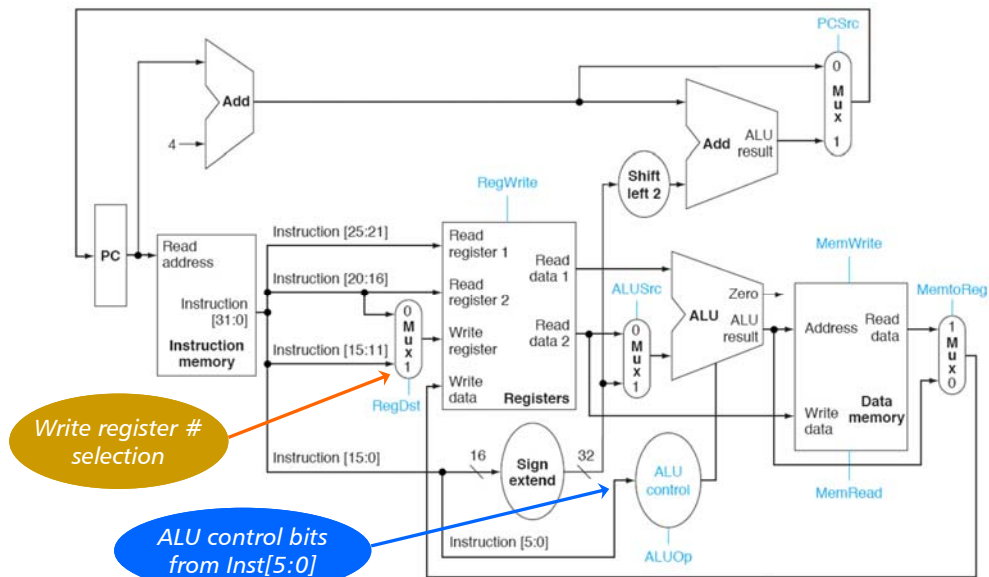 PCSrc
0
M
u
x
1
Add
4
Add
ALU
result
Shift
left 2
RegWrite
PC
Read
address
Instruction
[31:0]
Instruction
memory
Instruction [25:21]
Instruction [20:16]
Instruction [15:11]
0
M
u
x
1
RegDst
Read
register 1
Read
register 2
Write
register
Write
data
Read
data 1
Read
data 2
Registers
ALUSrc
0
M
u
x
1
ALU
Zero
ALU
result
MemWrite
Address
Read
data
Write
data
Data
memory
MemRead
MemtoReg
1
M
u
x
0
Write register #
selection
Instruction [15:0]
16
Sign
extend
32
ALU
control
ALUOp
Instruction [5:0]
ALU control bits
from Inst[5:0]